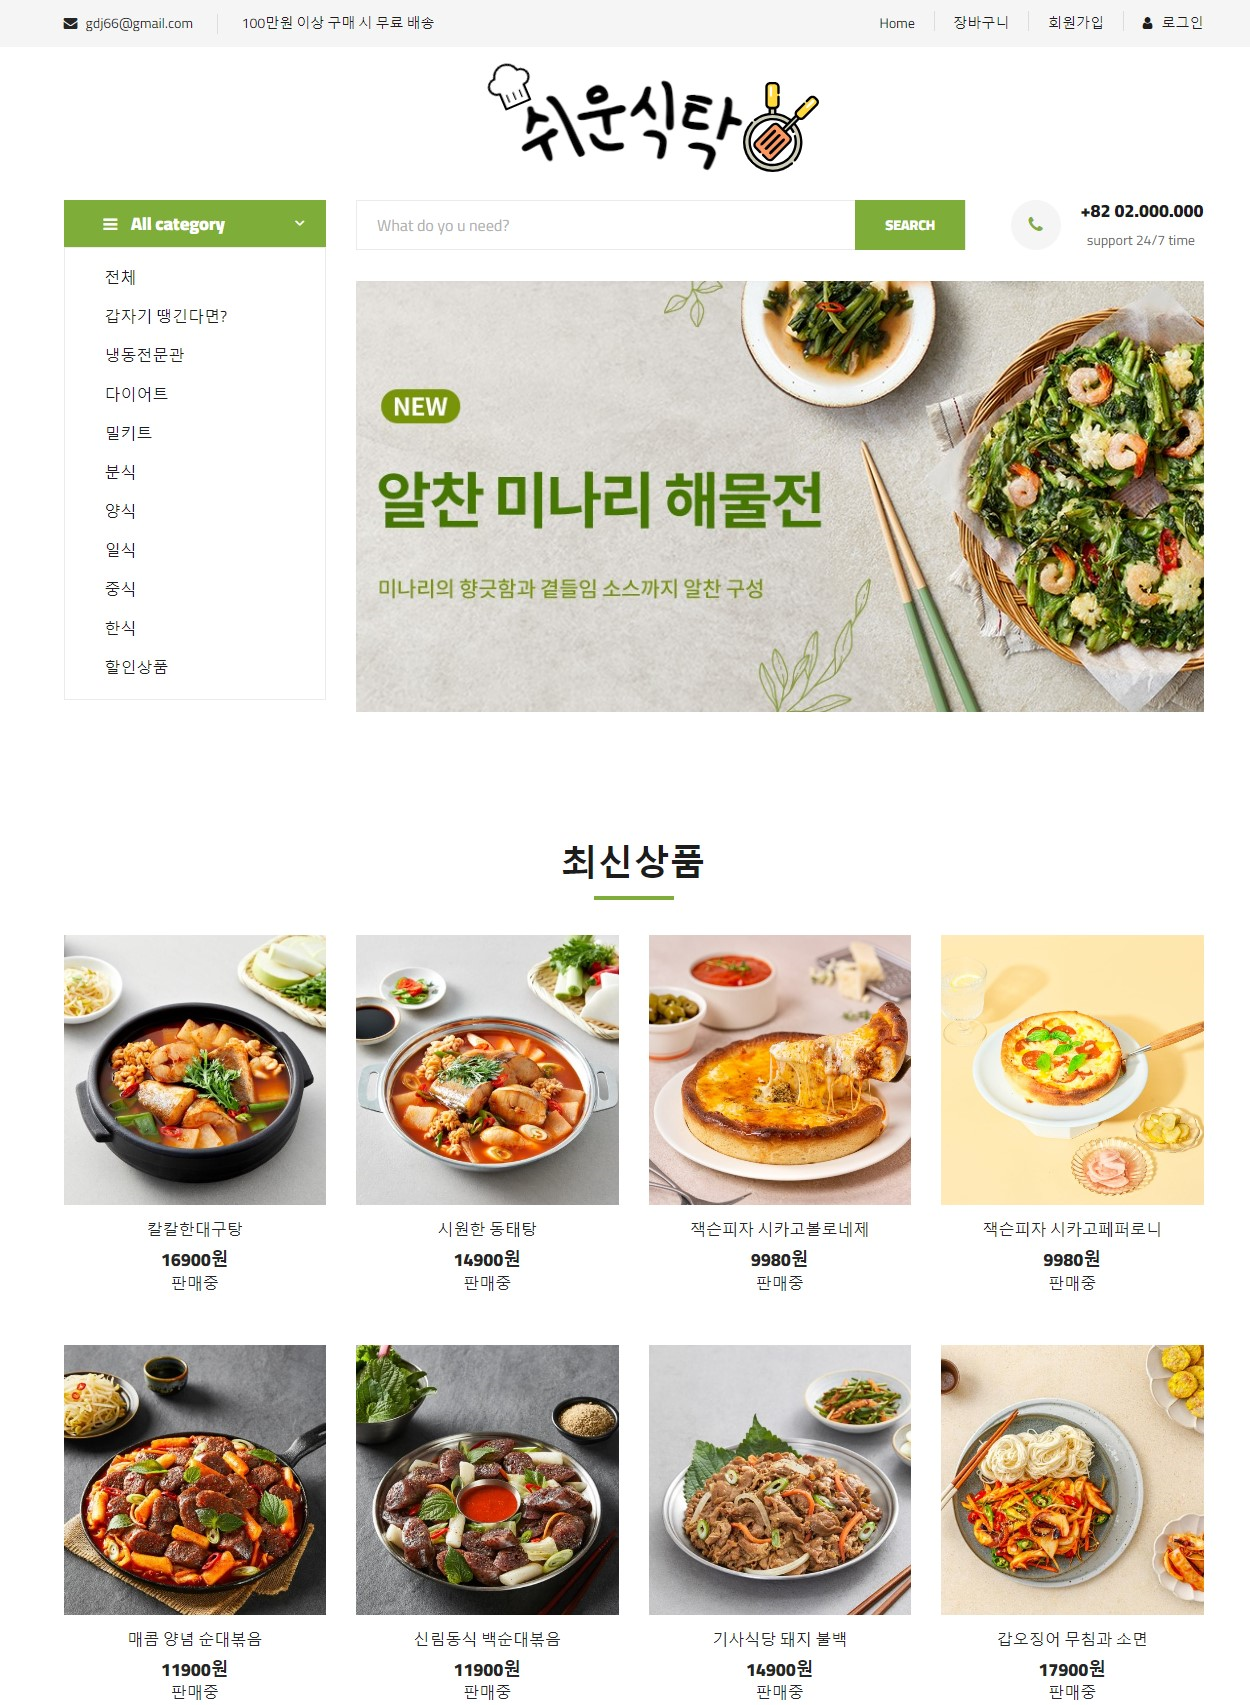 gdj66@gmail.com 100만원 이상 구매 시 무료 배송 Home 장바구니 회원가입 로그인
쉬운식탁
All category
What do yo u need? SEARCH
+82 02.000.000
support 24/7 time
전체
갑자기 땡긴다면?
냉동전문관
다이어트
밀키트
분식
양식
일식
중식
한식
할인상품
NEW
알찬 미나리 해물전
미나리의 향긋함과 곁들임 소스까지 알찬 구성
최신상품
칼칼한대구탕 시원한 동태탕 잭슨피자 시카고볼로네제 잭슨피자 시카고페퍼로니
16900원 14900원 9980원 9980원
판매중 판매중 판매중 판매중
매콤 양념 순대볶음 신림동식 백순대볶음 기사식당 돼지 불백 갑오징어 무침과 소면
11900원 11900원 14900원 17900원
판매중 판매중 판매중 판매중